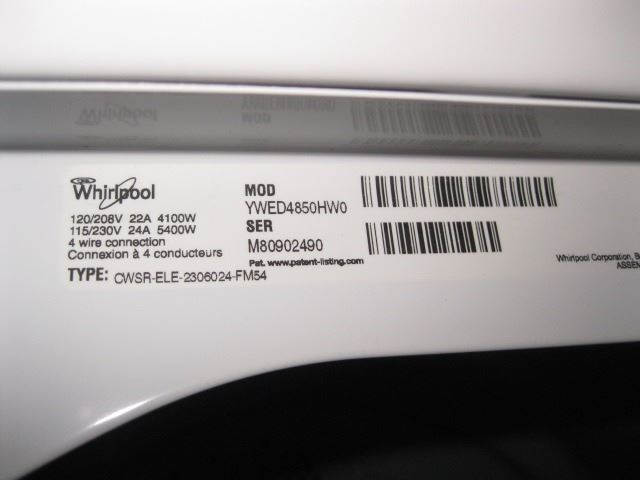 Whirlpool
MOD
YWED4850HW0
SER
M80902490
120/208V 22A 4100W
115/230V 24A 5400W
4 wire connection
Connexion à 4 conducteurs
Pat. www.patent-listing.com
TYPE: CWSR-ELE-2306024-FM54
Whirlpool Corporation, B
ASSEM